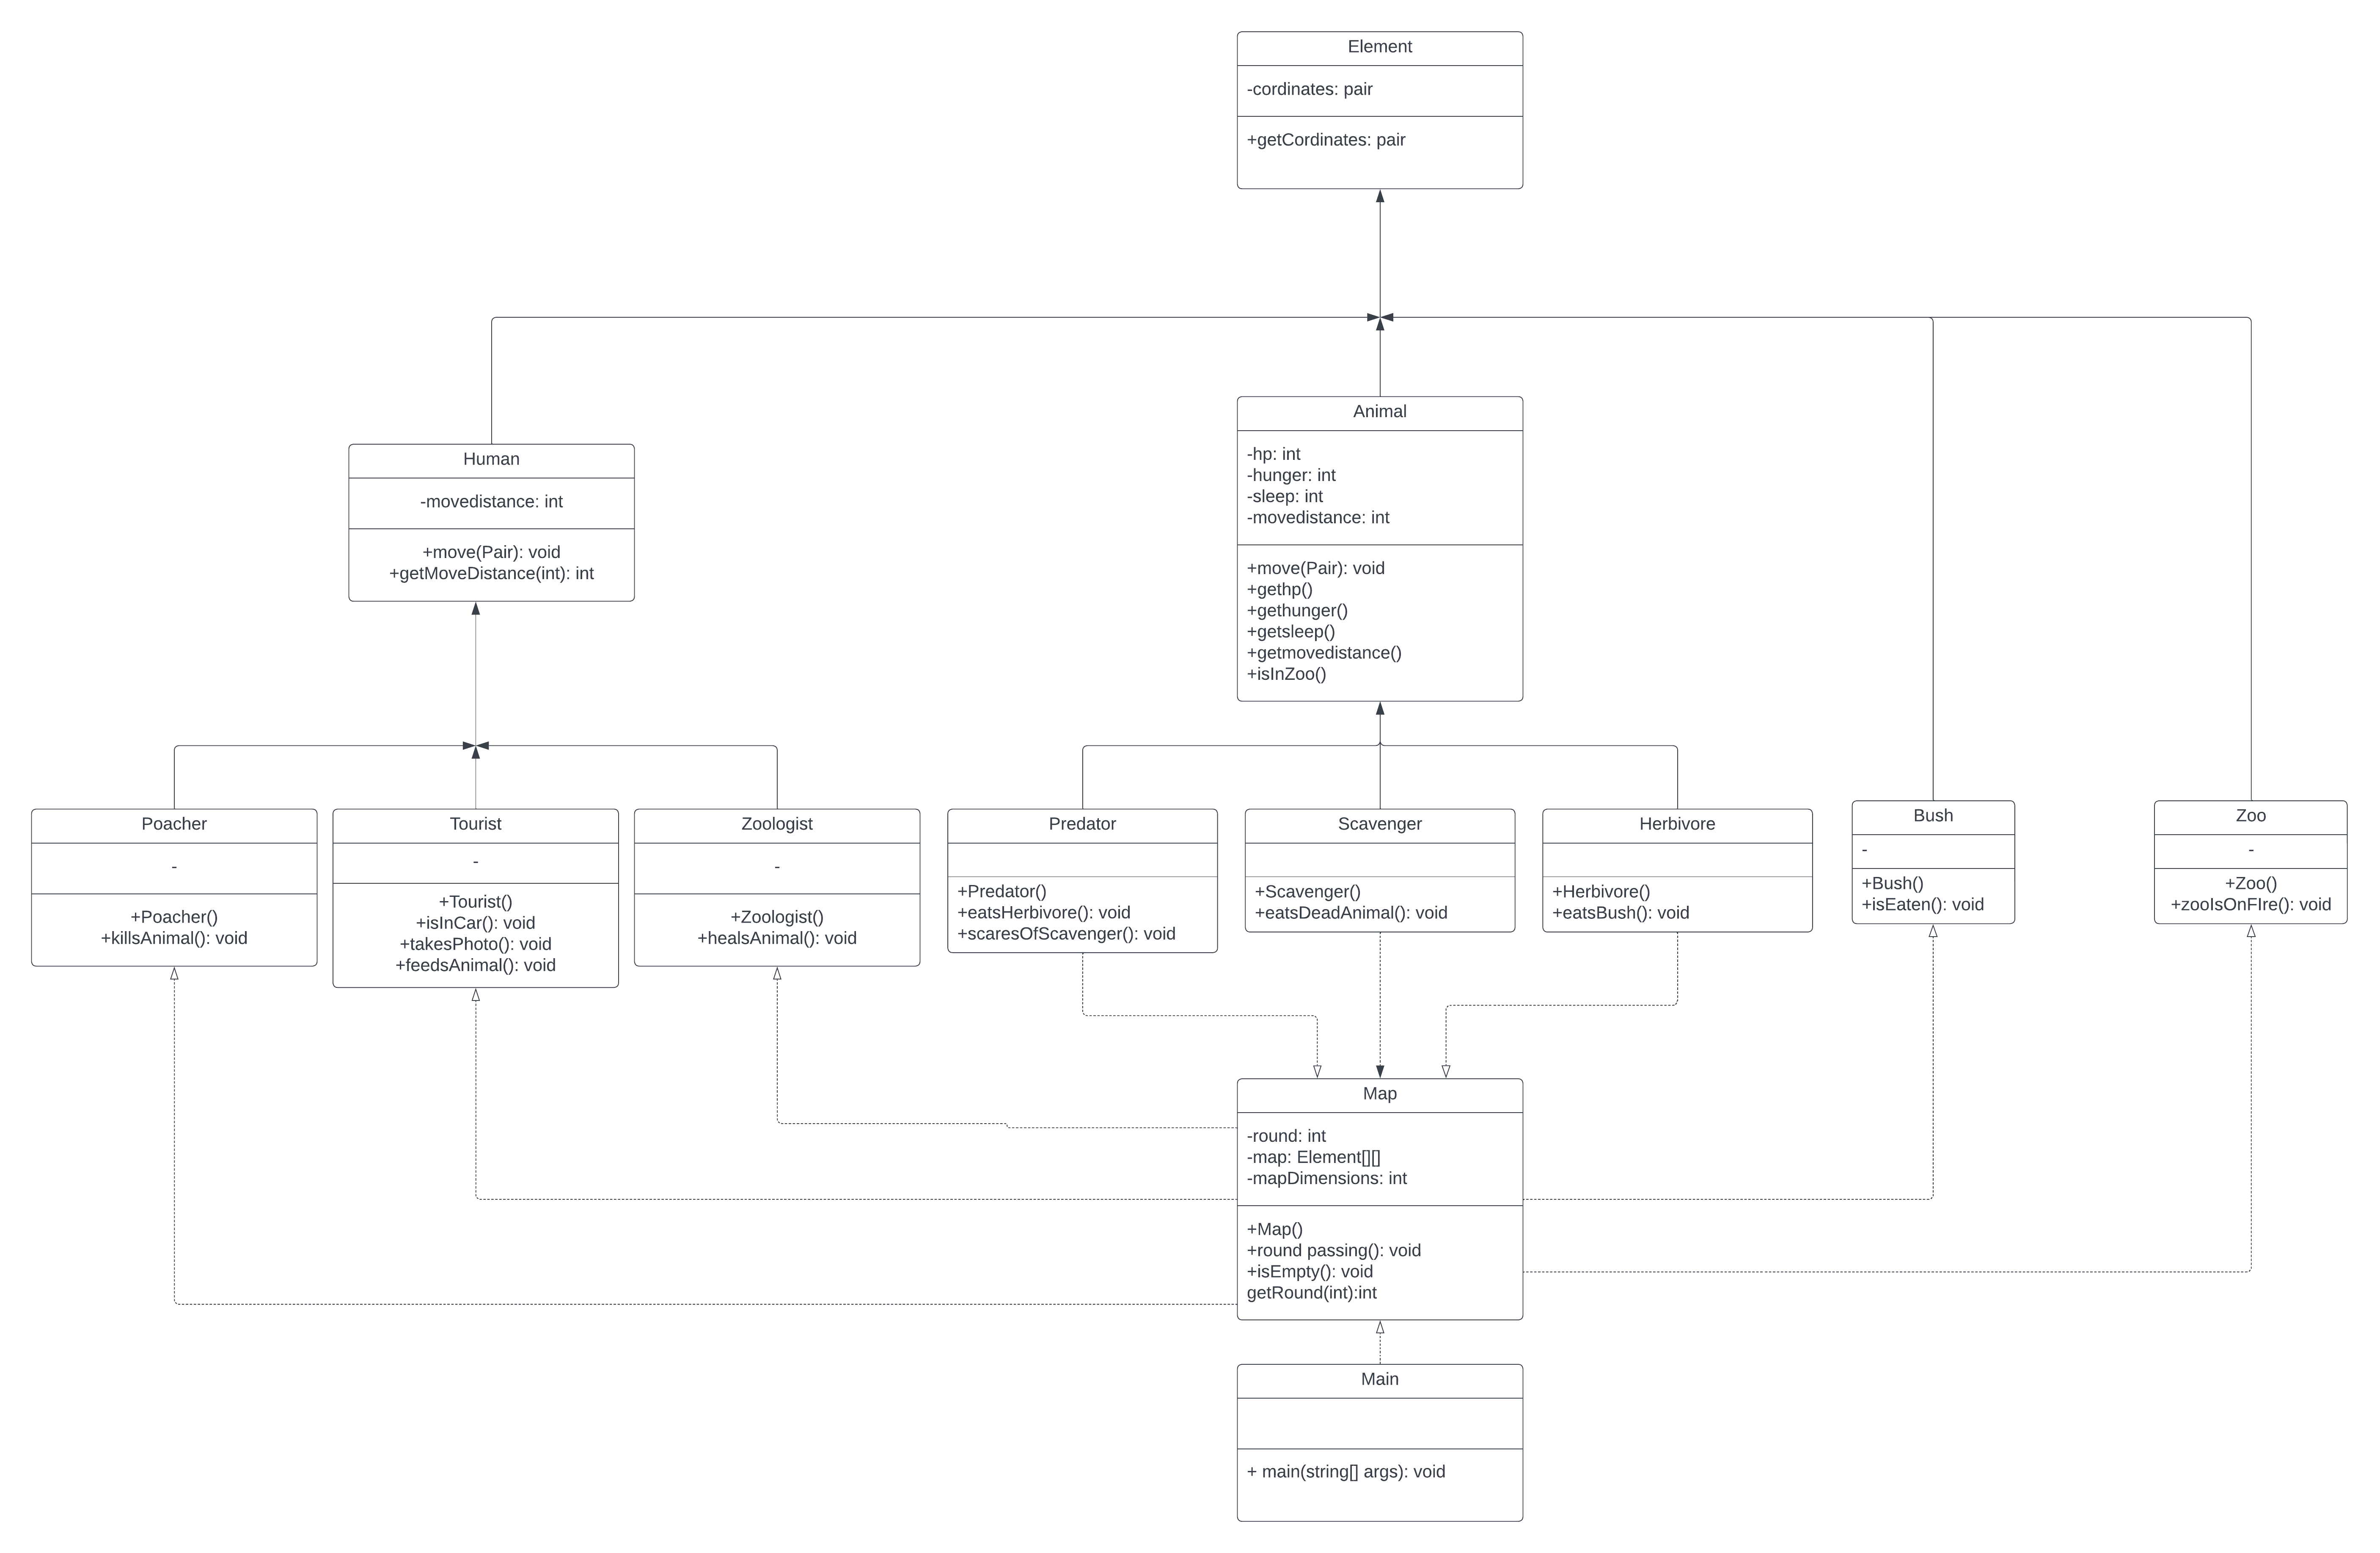 Element
-cordinates: pair
+getCordinates: pair
Human
-movedistance: int
+move(Pair): void
+getMoveDistance(int): int
Animal
-hp: int
-hunger: int
-sleep: int
-movedistance: int
+move(Pair): void
+gethp()
+gethunger()
+getsleep()
+getmovedistance()
+isInZoo()
Poacher
-
+Poacher()
+killsAnimal(): void
Tourist
-
+Tourist()
+isInCar(): void
+takesPhoto(): void
+feedsAnimal(): void
Zoologist
-
+Zoologist()
+healsAnimal(): void
Predator
+Predator()
+eatsHerbivore(): void
+scaresOfScavenger(): void
Scavenger
+Scavenger()
+eatsDeadAnimal(): void
Herbivore
+Herbivore()
+eatsBush(): void
Bush
-
+Bush()
+isEaten(): void
Zoo
-
+Zoo()
+zooIsOnFIre(): void
Map
-round: int
-map: Element[][]
-mapDimensions: int
+Map()
+round passing(): void
+isEmpty(): void
getRound(int):int
Main
+ main(string[] args): void